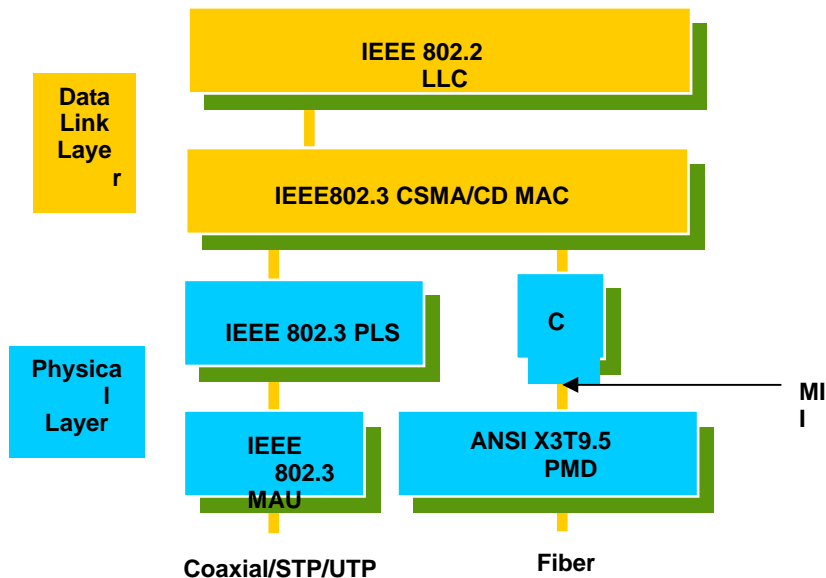 IEEE 802.2
LLC
Data
Link
Laye
r
IEEE802.3 CSMA/CD MAC
IEEE 802.3 PLS
C
Physica
l
Layer
MI
I
IEEE
802.3
MAU
ANSI X3T9.5
PMD
Coaxial/STP/UTP
Fiber